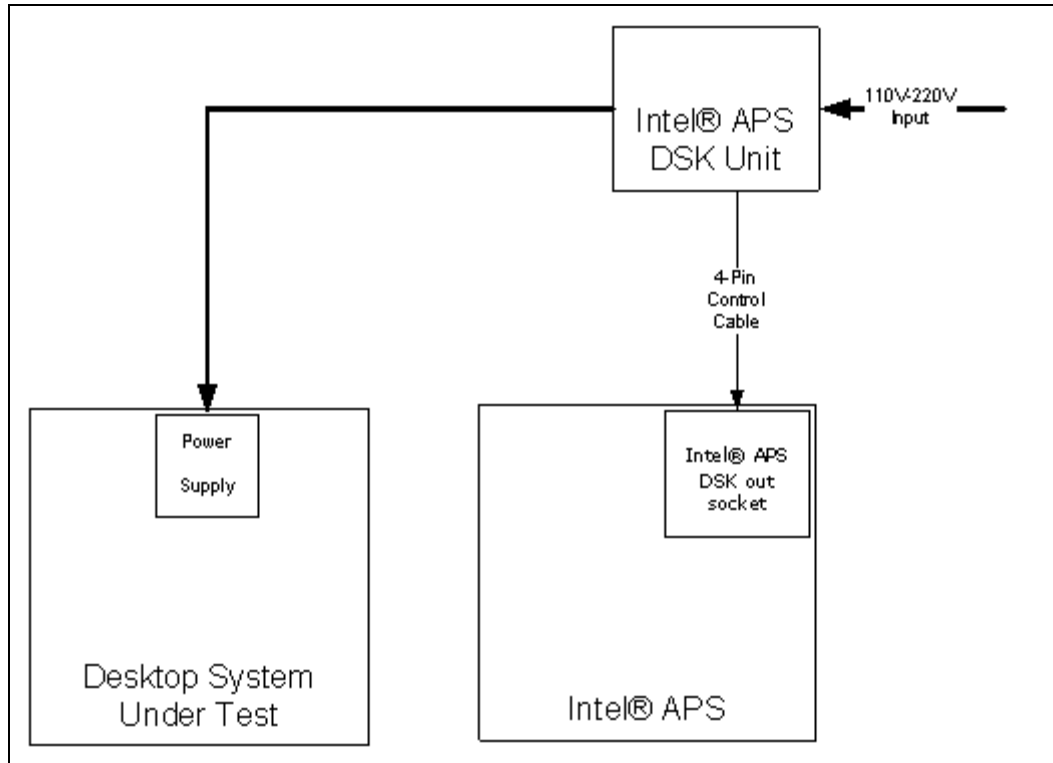 Intel® APS
DSK Unit
110V-220V
Input
4-Pin
Control
Cable
Power
Supply
Desktop System
Under Test
Intel® APS
DSK out
socket
Intel® APS